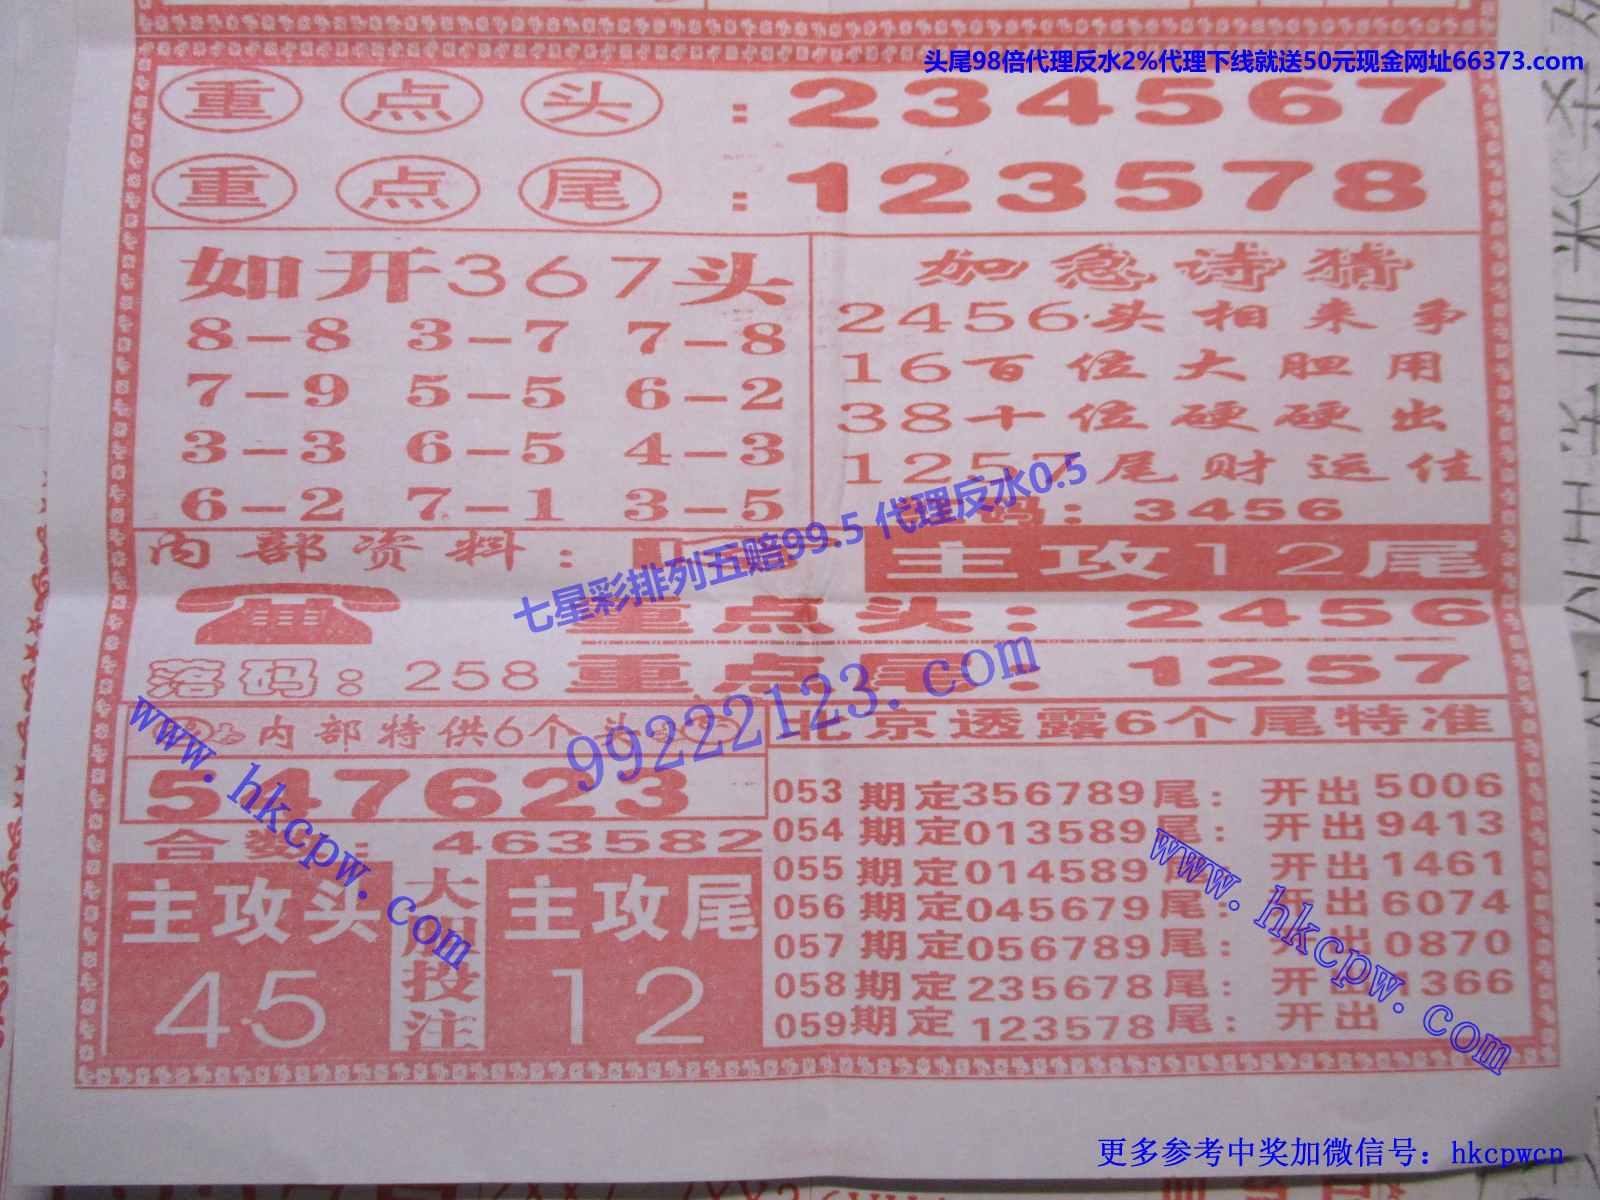 头尾98倍代理反水2%代理下线就送50元现金网址66373.com
重点头：234567
重点尾：123578
如开367头
8-8 3-7 7-8
7-9 5-5 6-2
3-3 6-5 4-3
6-2 7-1 3-5
加急诗猜
2456头相来争
16百位大胆用
38十位硬硬出
1257尾财运佳
码：3456
七星彩排列五赔99.5 代理反水0.5
内部资料：
主攻12尾
重点头：2456
落码：258 重点尾：1257
99222123.com
内部特供6个头
547623
合数：463582
主攻头
45
大胆投注
主攻尾
12
北京透露6个尾特准
053期定356789尾：开出5006
054期定013589尾：开出9413
055期定014589尾 开出1461
056期定045679尾：开出6074
057期定056789尾：开出0870
058期定235678尾：开出1366
059期定123578尾：开出
www.hkcpw.com
www.hkcpw.com
更多参考中奖加微信号：hkcpwcn